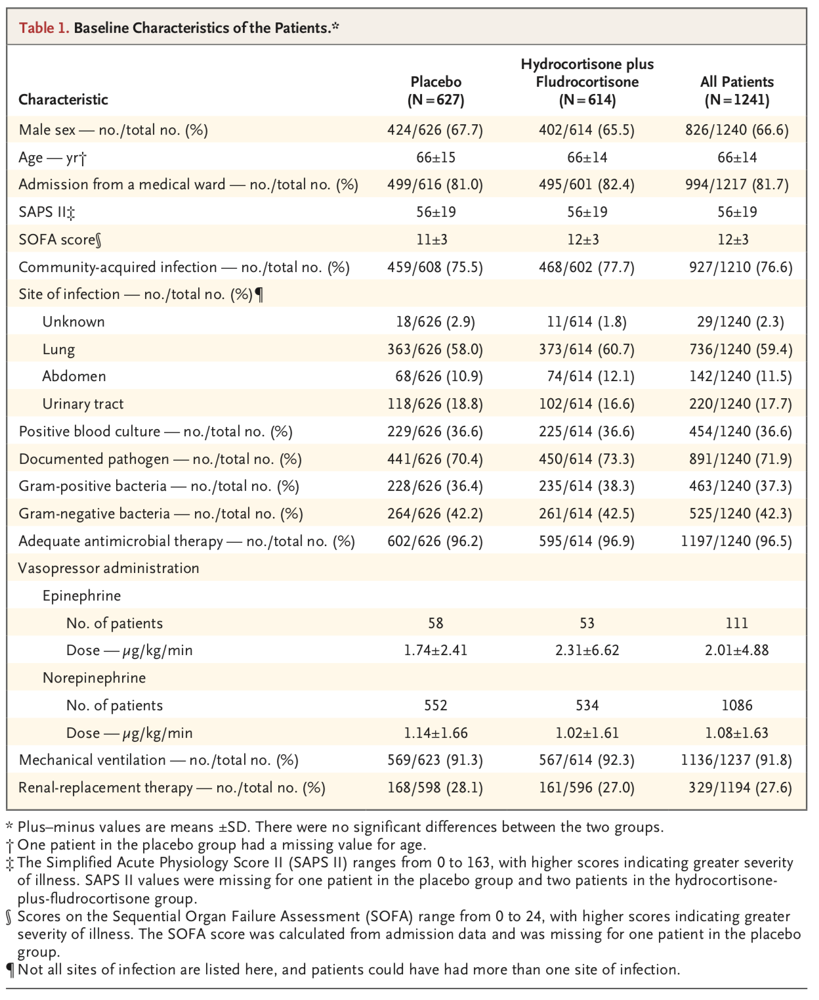 Table 1. Baseline Characteristics of the Patients.*
Characteristic Placebo (N=627) Hydrocortisone plus Fludrocortisone (N=614) All Patients (N=1241)
Male sex — no./total no. (%) 424/626 (67.7) 402/614 (65.5) 826/1240 (66.6)
Age — yr† 66±15 66±14 66±14
Admission from a medical ward — no./total no. (%) 499/616 (81.0) 495/601 (82.4) 994/1217 (81.7)
SAPS II‡ 56±19 56±19 56±19
SOFA score§ 11±3 12±3 12±3
Community-acquired infection — no./total no. (%) 459/608 (75.5) 468/602 (77.7) 927/1210 (76.6)
Site of infection — no./total no. (%)¶
Unknown 18/626 (2.9) 11/614 (1.8) 29/1240 (2.3)
Lung 363/626 (58.0) 373/614 (60.7) 736/1240 (59.4)
Abdomen 68/626 (10.9) 74/614 (12.1) 142/1240 (11.5)
Urinary tract 118/626 (18.8) 102/614 (16.6) 220/1240 (17.7)
Positive blood culture — no./total no. (%) 229/626 (36.6) 225/614 (36.6) 454/1240 (36.6)
Documented pathogen — no./total no. (%) 441/626 (70.4) 450/614 (73.3) 891/1240 (71.9)
Gram-positive bacteria — no./total no. (%) 228/626 (36.4) 235/614 (38.3) 463/1240 (37.3)
Gram-negative bacteria — no./total no. (%) 264/626 (42.2) 261/614 (42.5) 525/1240 (42.3)
Adequate antimicrobial therapy — no./total no. (%) 602/626 (96.2) 595/614 (96.9) 1197/1240 (96.5)
Vasopressor administration
Epinephrine
No. of patients 58 53 111
Dose — µg/kg/min 1.74±2.41 2.31±6.62 2.01±4.88
Norepinephrine
No. of patients 552 534 1086
Dose — µg/kg/min 1.14±1.66 1.02±1.61 1.08±1.63
Mechanical ventilation — no./total no. (%) 569/623 (91.3) 567/614 (92.3) 1136/1237 (91.8)
Renal-replacement therapy — no./total no. (%) 168/598 (28.1) 161/596 (27.0) 329/1194 (27.6)
* Plus–minus values are means ±SD. There were no significant differences between the two groups.
† One patient in the placebo group had a missing value for age.
‡ The Simplified Acute Physiology Score II (SAPS II) ranges from 0 to 163, with higher scores indicating greater severity
of illness. SAPS II values were missing for one patient in the placebo group and two patients in the hydrocortisone-
plus-fludrocortisone group.
§ Scores on the Sequential Organ Failure Assessment (SOFA) range from 0 to 24, with higher scores indicating greater
severity of illness. The SOFA score was calculated from admission data and was missing for one patient in the placebo
group.
¶ Not all sites of infection are listed here, and patients could have had more than one site of infection.